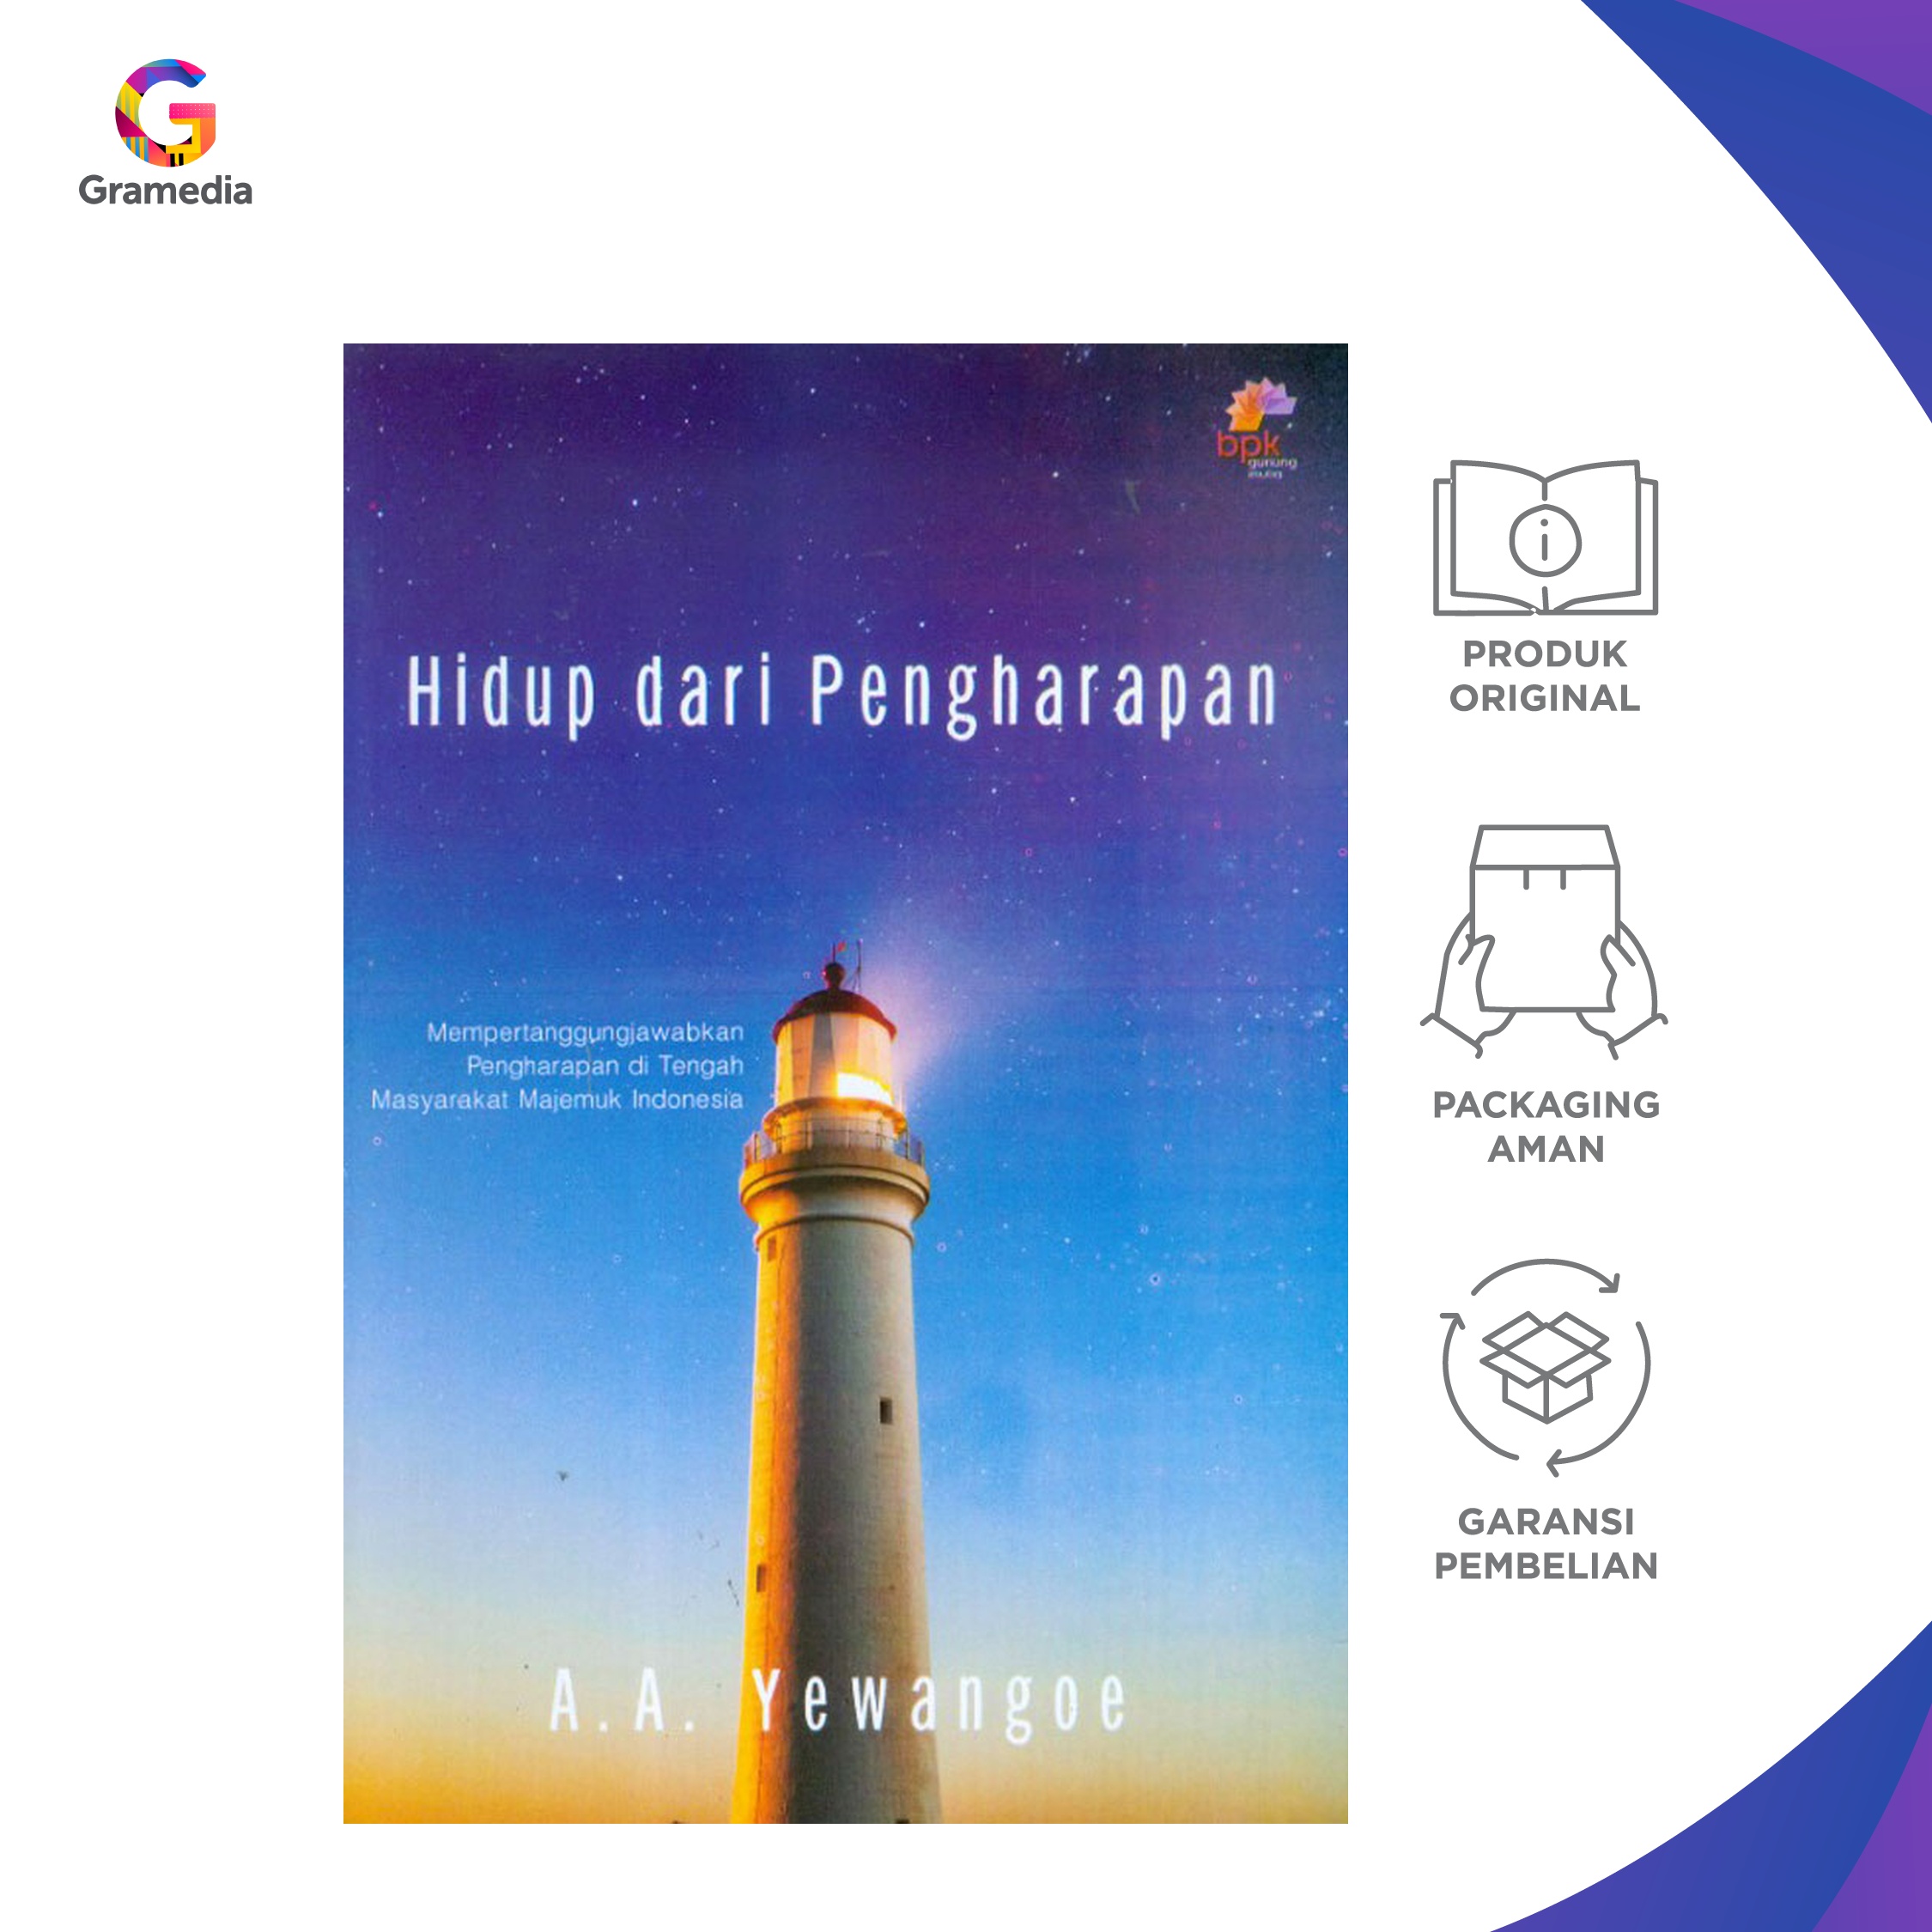 Gramedia
bpk
gunung
mulia
Hidup dari Pengharapan
Mempertanggungjawabkan
Pengharapan di Tengah
Masyarakat Majemuk Indonesia
A.A. Yewangoe
PRODUK
ORIGINAL
PACKAGING
AMAN
GARANSI
PEMBELIAN